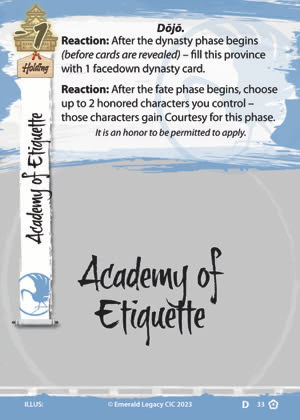 1
Holding
Dōjō.
Reaction: After the dynasty phase begins
(before cards are revealed) – fill this province
with 1 facedown dynasty card.
Reaction: After the fate phase begins, choose
up to 2 honored characters you control –
those characters gain Courtesy for this phase.
It is an honor to be permitted to apply.
Academy of Etiquette
Academy of
Etiquette
ILLUS:
© Emerald Legacy CIC 2023
D 33